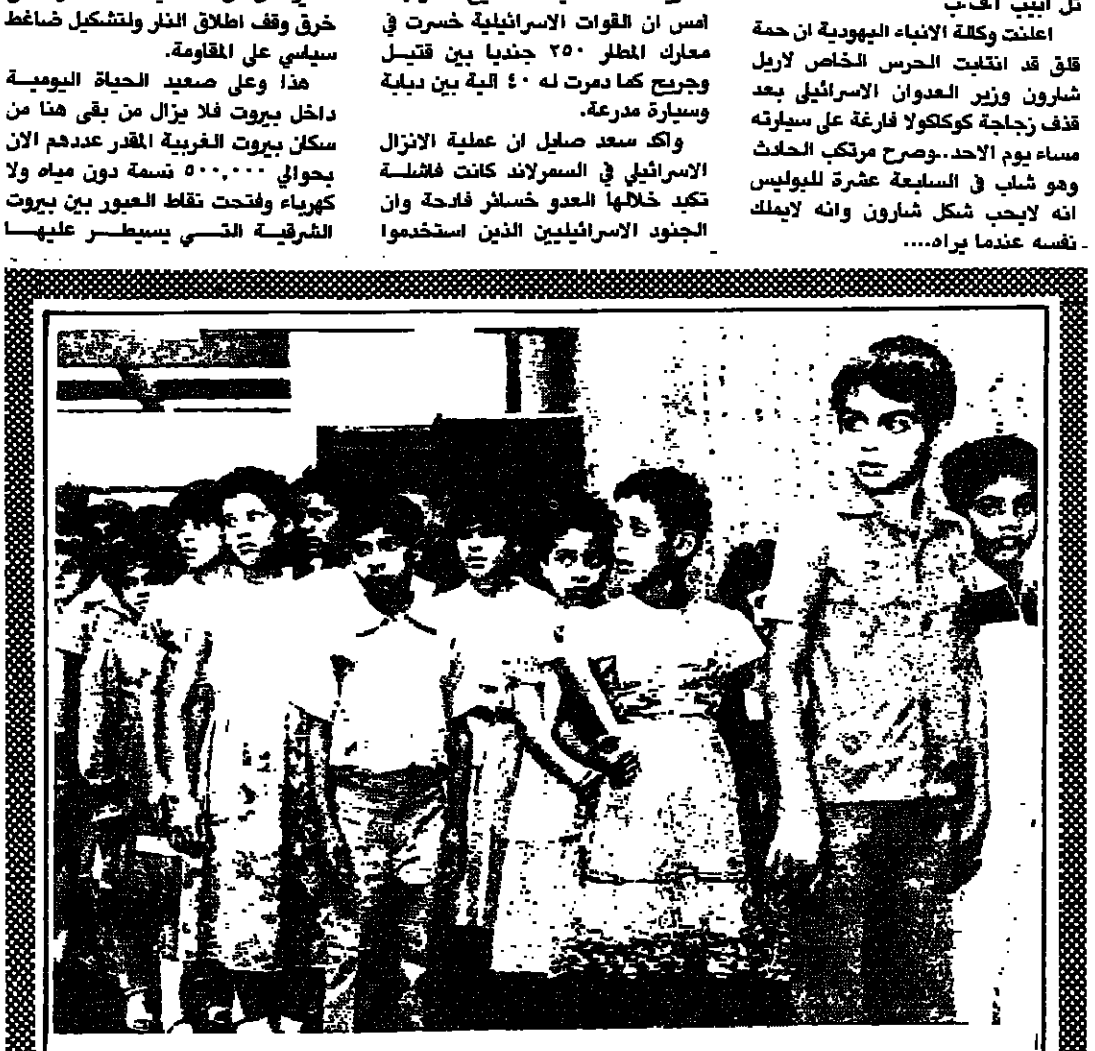 تل ابيب اف.ب
اعلنت وكالة الانباء اليهودية ان حمة
قلق قد انتابت الحرس الخاص لاريل
شارون وزير العدوان الاسرائيلي بعد
قذف زجاجة كوكاكولا فارغة على سيارته
مساء يوم الاحد..وصرح مرتكب الحادث
وهو شاب في السابعة عشرة للبوليس
انه لايحب شكل شارون وانه لايملك
نفسه عندما يراه....
امس ان القوات الاسرائيلية خسرت في
معارك المطار ٢٥٠ جنديا بين قتيل
وجريح كما دمرت له ٤٠ الية بين دبابة
وسيارة مدرعة.
واكد سعد صايل ان عملية الانزال
الاسرائيلي في السمرلاند كانت فاشلة
تكبد خلالها العدو خسائر فادحة وان
الجنود الاسرائيليين الذين استخدموا
خرق وقف اطلاق النار ولتشكيل ضاغط
سياسي على المقاومة.
هذا وعلى صعيد الحياة اليومية
داخل بيروت فلا يزال من بقى هنا من
سكان بيروت الغربية المقدر عددهم الان
بحوالي ٥٠٠,٠٠٠ نسمة دون مياه ولا
كهرباء وفتحت نقاط العبور بين بيروت
الشرقية التي يسيطر عليها